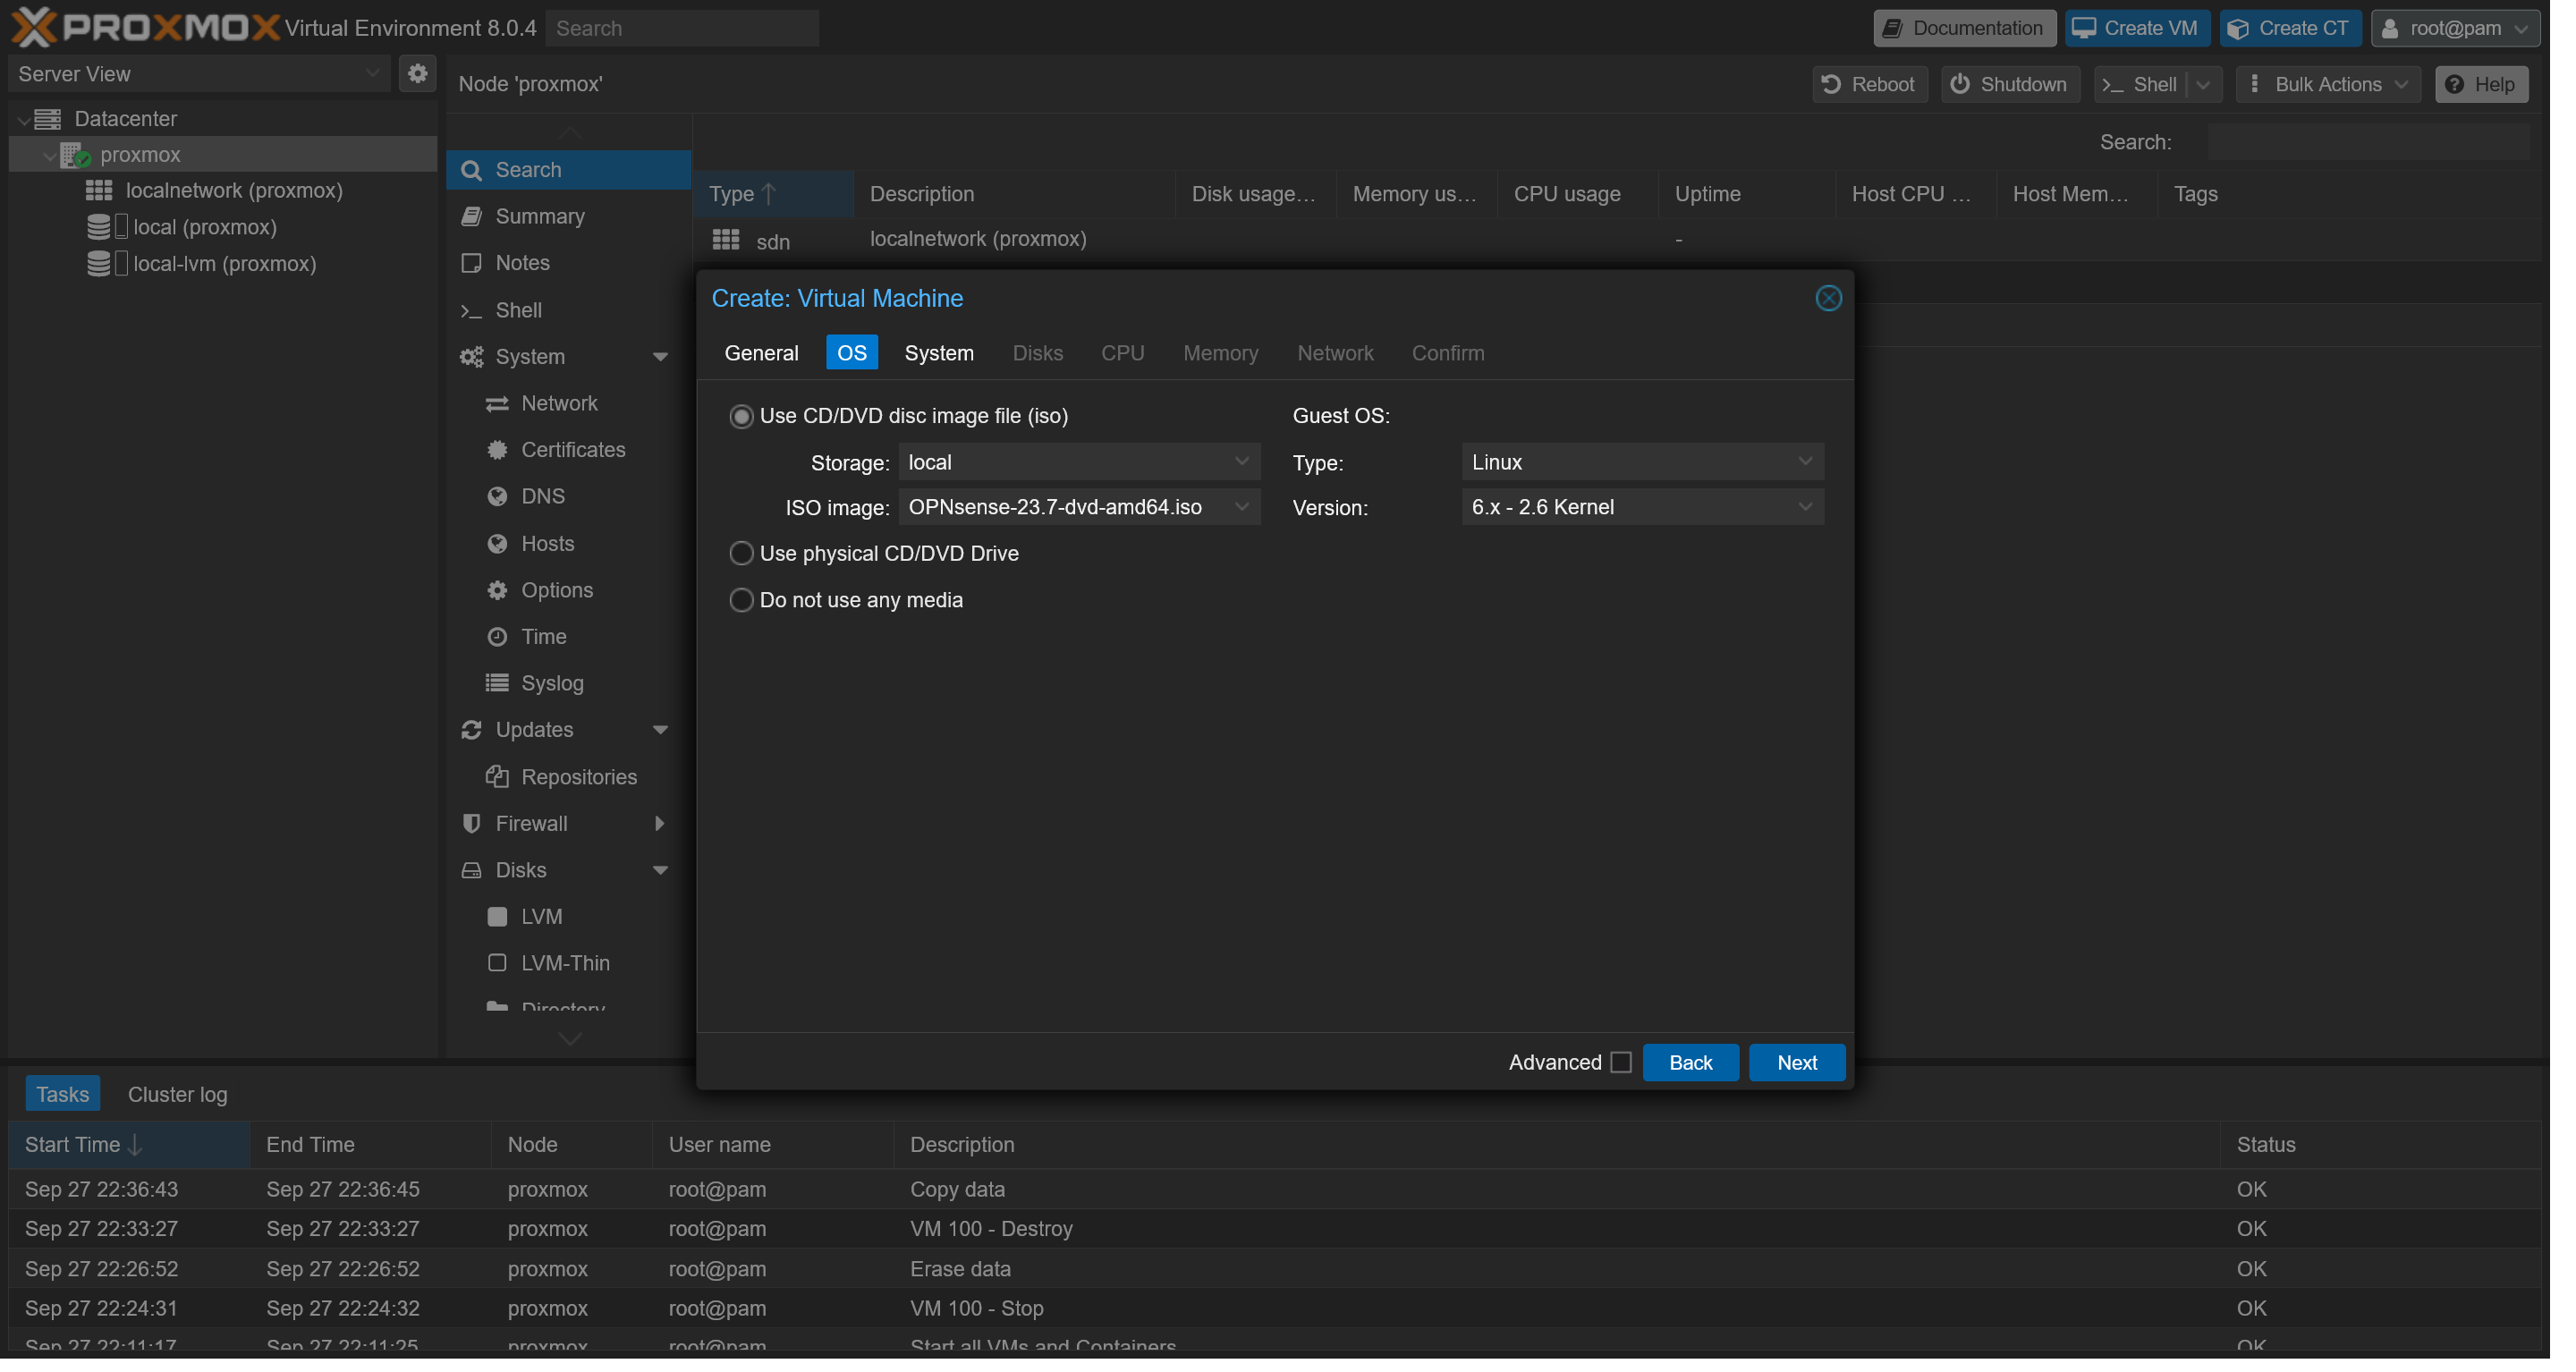 PROXMOX Virtual Environment 8.0.4 Search Documentation Create VM Create CT root@pam
Server View
Node 'proxmox' Reboot Shutdown Shell Bulk Actions Help
Datacenter
proxmox
localnetwork (proxmox)
local (proxmox)
local-lvm (proxmox)
Search
Summary
Notes
Shell
System
Network
Certificates
DNS
Hosts
Options
Time
Syslog
Updates
Repositories
Firewall
Disks
LVM
LVM-Thin
Directory
Search:
Type Description Disk usage... Memory us... CPU usage Uptime Host CPU ... Host Mem... Tags
sdn localnetwork (proxmox) -
Create: Virtual Machine
General OS System Disks CPU Memory Network Confirm
Use CD/DVD disc image file (iso) Guest OS:
Storage: local Type: Linux
ISO image: OPNsense-23.7-dvd-amd64.iso Version: 6.x - 2.6 Kernel
Use physical CD/DVD Drive
Do not use any media
Advanced Back Next
Tasks Cluster log
Start Time End Time Node User name Description Status
Sep 27 22:36:43 Sep 27 22:36:45 proxmox root@pam Copy data OK
Sep 27 22:33:27 Sep 27 22:33:27 proxmox root@pam VM 100 - Destroy OK
Sep 27 22:26:52 Sep 27 22:26:52 proxmox root@pam Erase data OK
Sep 27 22:24:31 Sep 27 22:24:32 proxmox root@pam VM 100 - Stop OK
Sep 27 22:11:17 Sep 27 22:11:25 proxmox root@pam Start all VMs and Containers OK